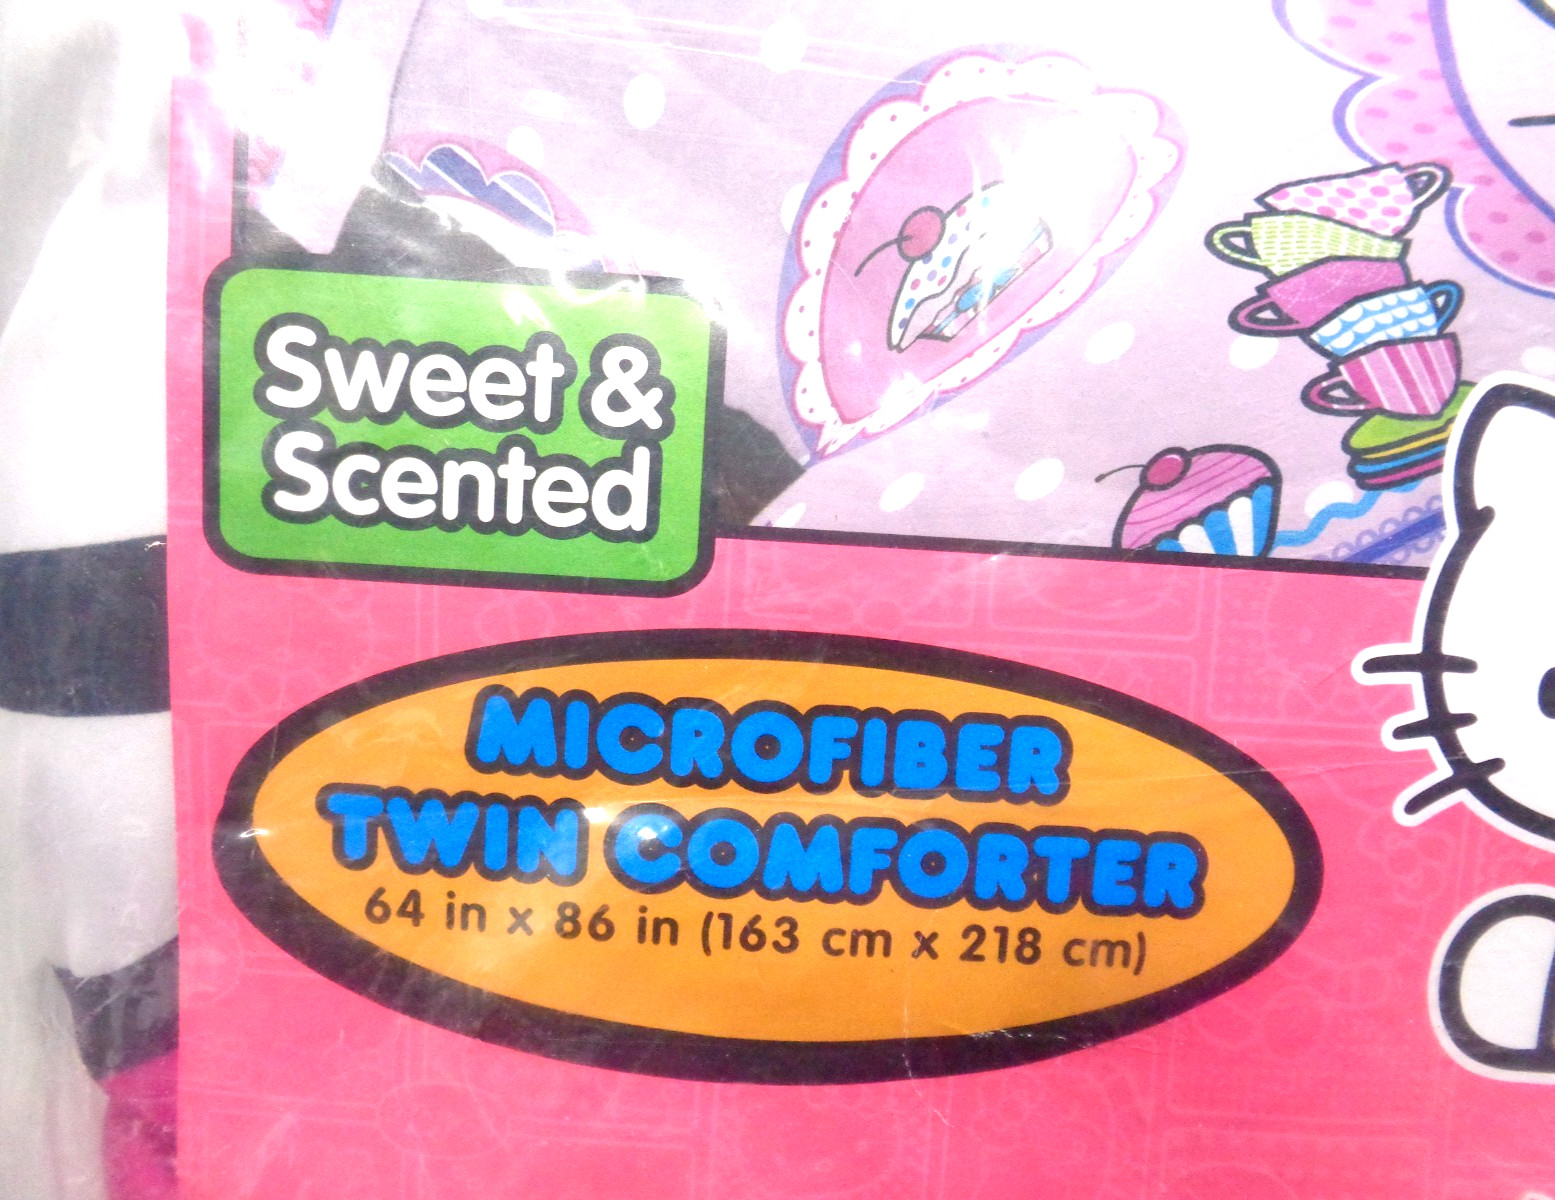 Sweet &
Scented
MICROFIBER
TWIN COMFORTER
64 in x 86 in (163 cm x 218 cm)